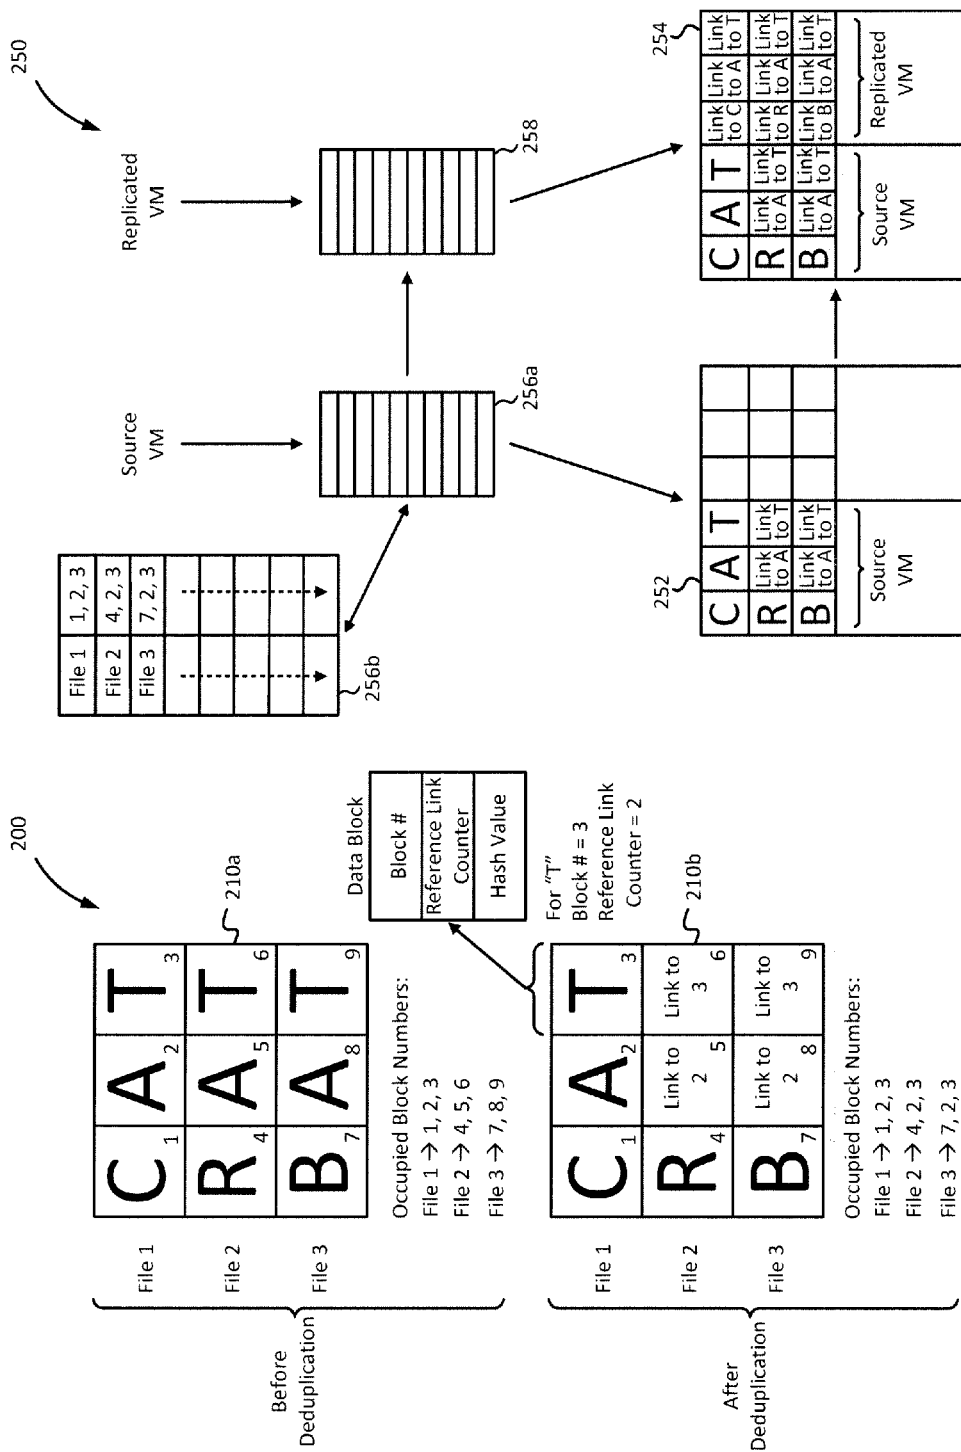 200
Before
Deduplication
File 1
File 2
File 3
C 1 A 2 T 3
R 4 A 5 T 6
B 7 A 8 T 9
210a
Occupied Block Numbers:
File 1 → 1, 2, 3
File 2 → 4, 5, 6
File 3 → 7, 8, 9
After
Deduplication
File 1
File 2
File 3
C 1 A 2 T 3
R 4 Link to 2 5 Link to 3 6
B 7 Link to 2 8 Link to 3 9
210b
Occupied Block Numbers:
File 1 → 1, 2, 3
File 2 → 4, 2, 3
File 3 → 7, 2, 3
Data Block
Block #
Reference Link
Counter
Hash Value
For "T"
Block # = 3
Reference Link
Counter = 2
250
File 1 1, 2, 3
File 2 4, 2, 3
File 3 7, 2, 3
256b
Source
VM
256a
Replicated
VM
258
252
C A T
R Link to A Link to T
B Link to A Link to T
Source
VM
254
C A T Link to C Link to A Link to T
R Link to A Link to T Link to R Link to A Link to T
B Link to A Link to T Link to B Link to A Link to T
Source
VM
Replicated
VM